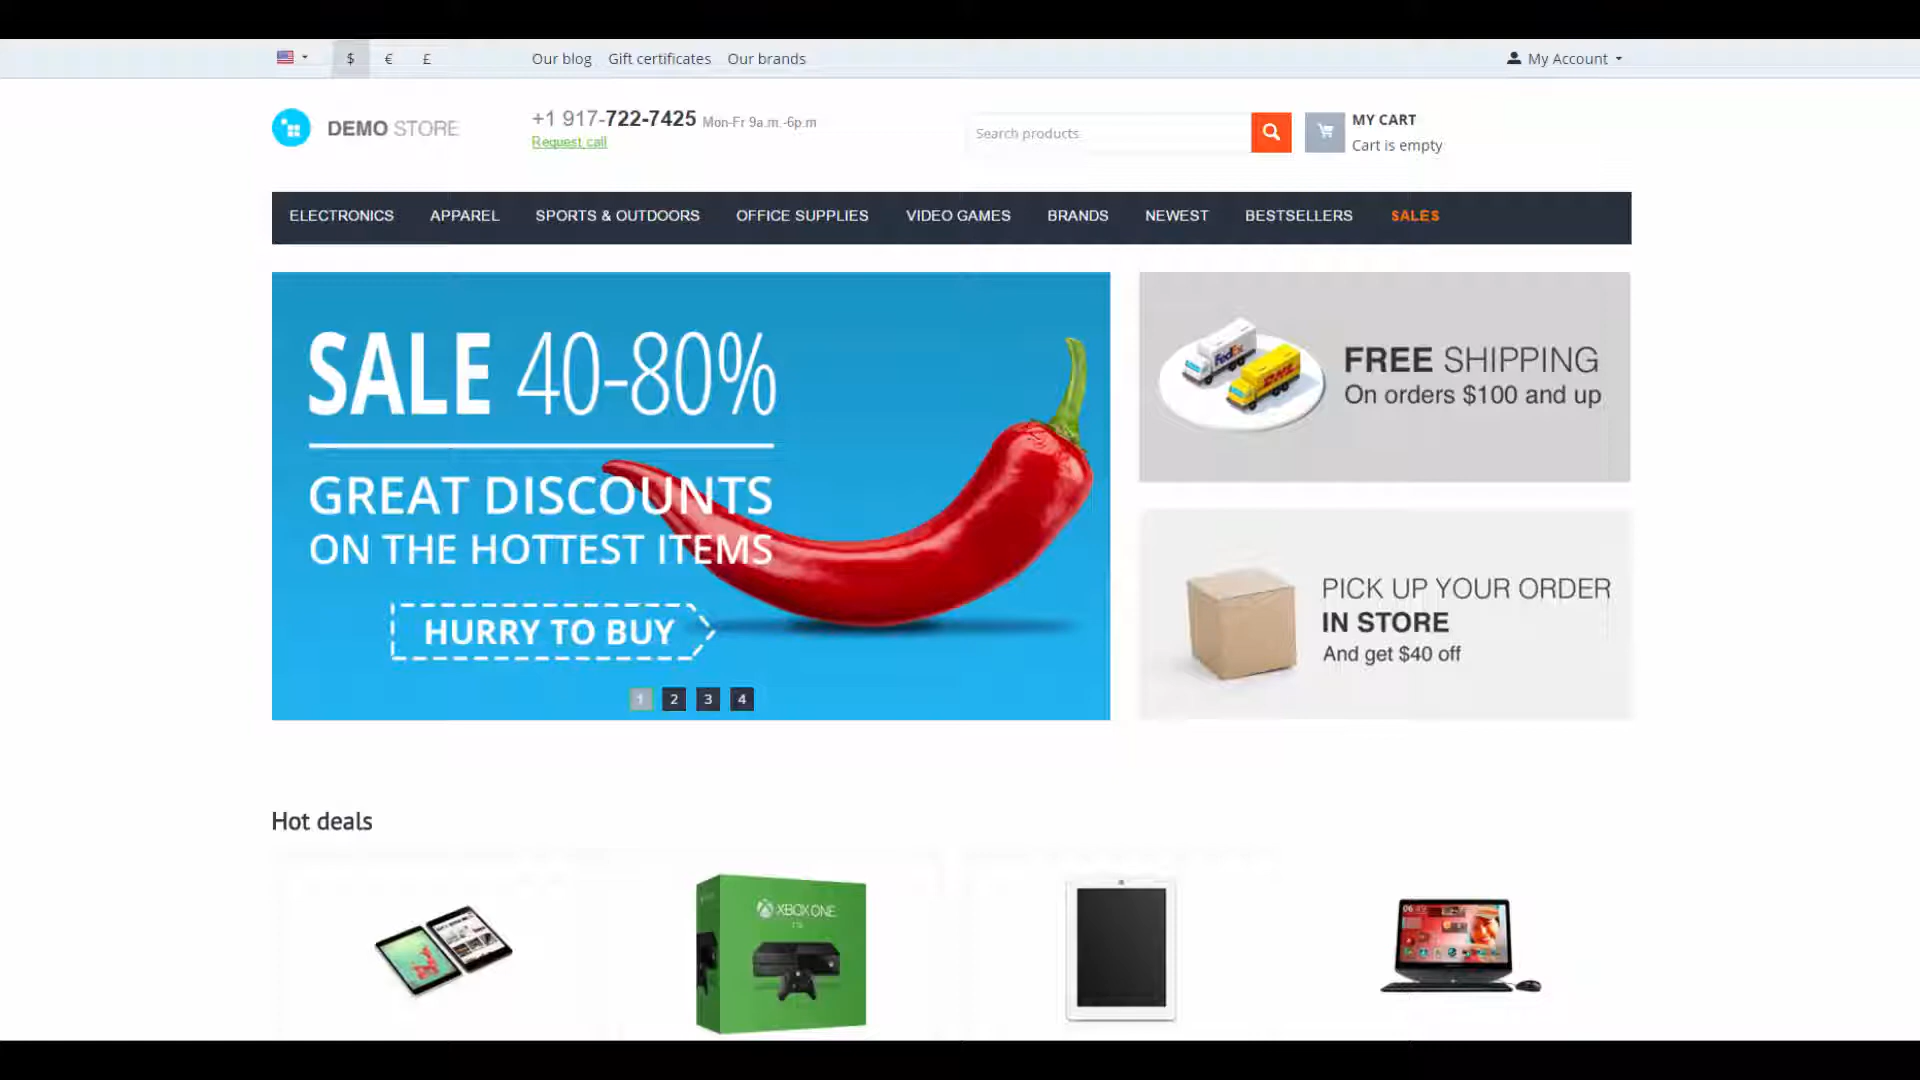 $ € £ Our blog Gift certificates Our brands My Account
DEMO STORE
+1 917-722-7425 Mon-Fr 9a.m.-6p.m
Request call
Search products
MY CART
Cart is empty
ELECTRONICS APPAREL SPORTS & OUTDOORS OFFICE SUPPLIES VIDEO GAMES BRANDS NEWEST BESTSELLERS SALES
SALE 40-80%
GREAT DISCOUNTS
ON THE HOTTEST ITEMS
HURRY TO BUY
1 2 3 4
FedEx
DHL
FREE SHIPPING
On orders $100 and up
PICK UP YOUR ORDER
IN STORE
And get $40 off
Hot deals
XBOX ONE